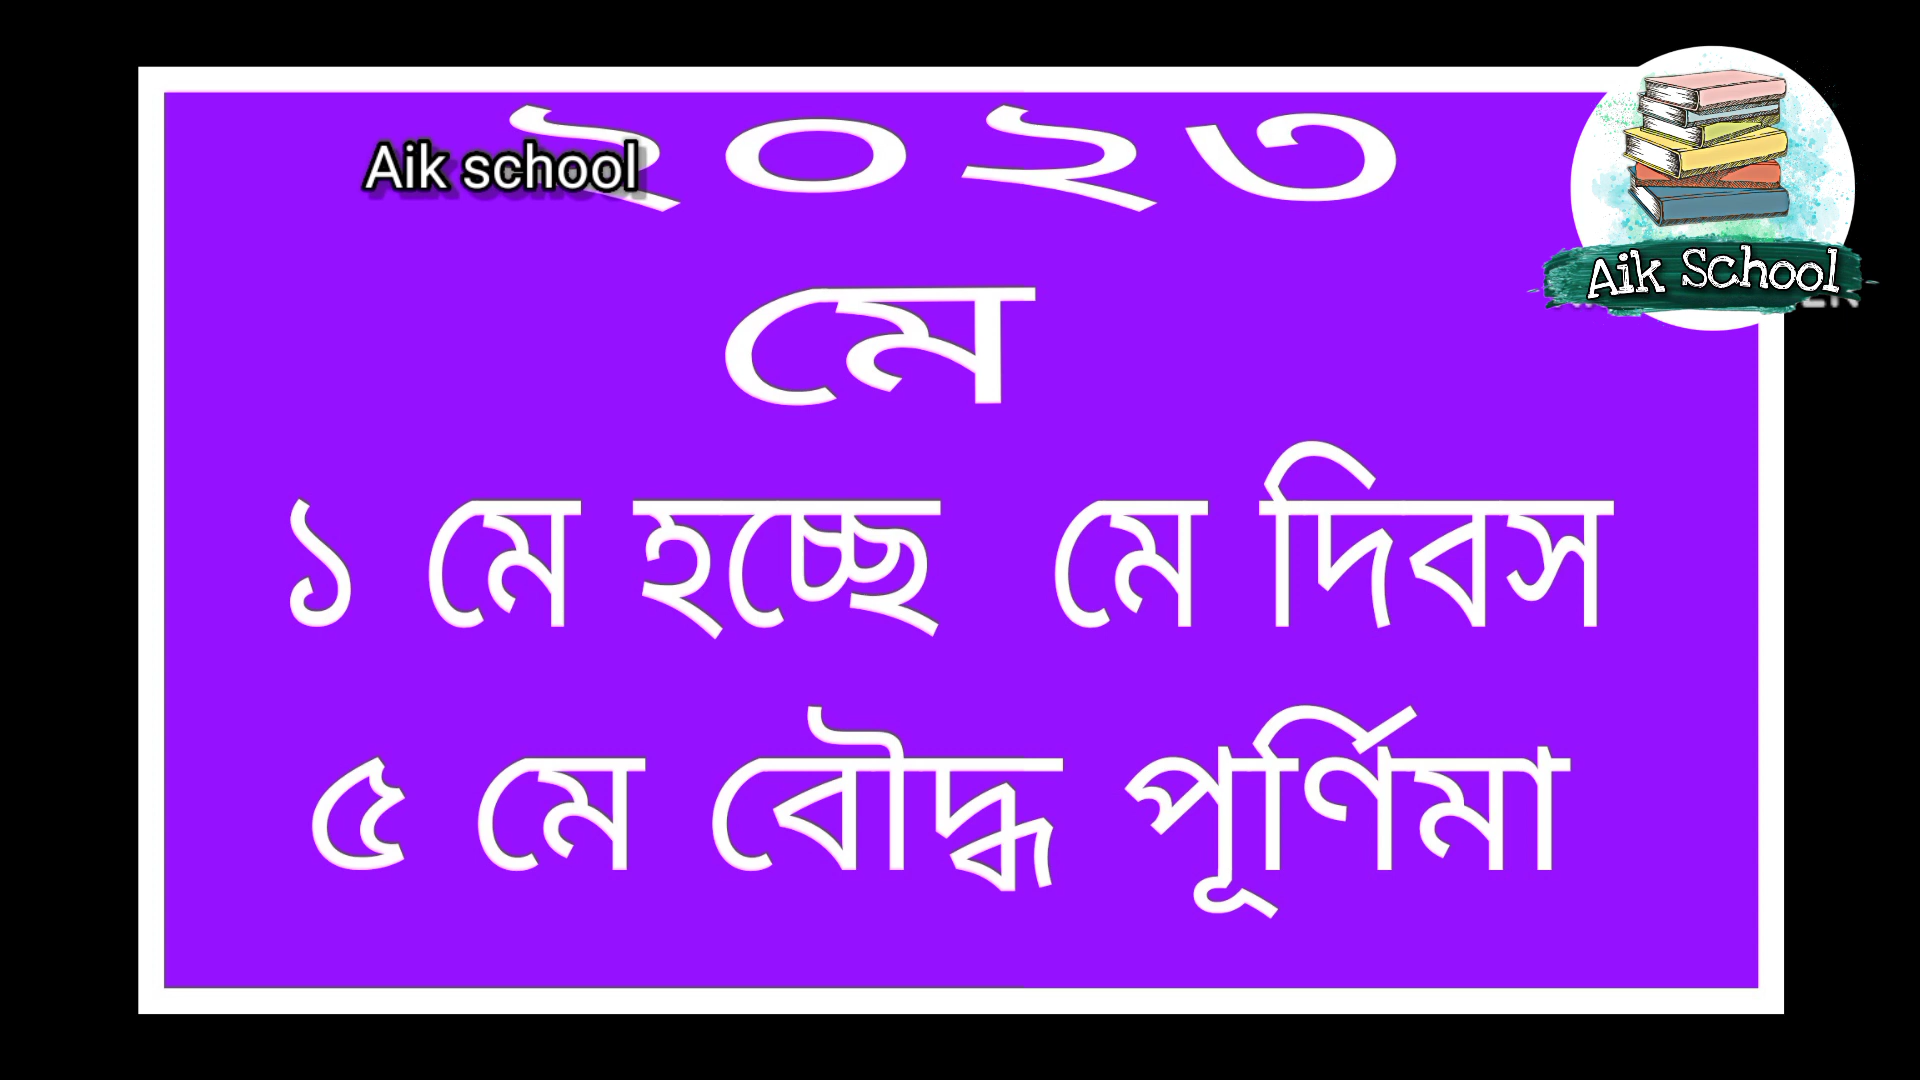 ২০২৩
Aik school
Aik School
মে
১ মে হচ্ছে মে দিবস
৫ মে বৌদ্ধ পূর্ণিমা